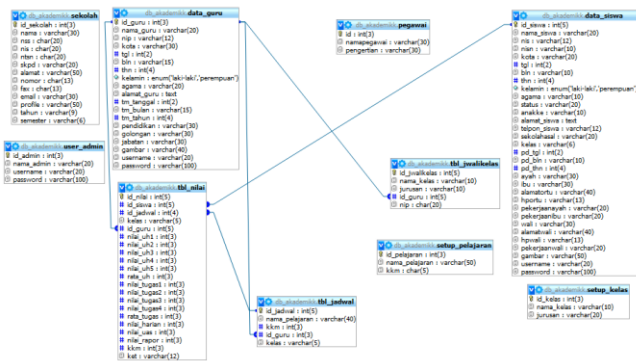 db_akademikk sekolah
id_sekolah : int(3)
nama : varchar(30)
nss : char(20)
nis : char(20)
ntsn : char(20)
skpd : varchar(20)
alamat : varchar(50)
nomor : char(13)
fax : char(13)
email : varchar(30)
profile : varchar(50)
tahun : varchar(9)
semester : varchar(6)
db_akademikk user_admin
id_admin : int(3)
nama_admin : varchar(20)
username : varchar(20)
password : varchar(100)
db_akademikk data_guru
id_guru : int(3)
nama_guru : varchar(20)
nip : varchar(12)
kota : varchar(30)
tgl : int(2)
bln : varchar(15)
thn : int(4)
kelamin : enum('laki-laki','perempuan')
agama : varchar(20)
alamat_guru : text
tm_tanggal : int(2)
tm_bulan : varchar(15)
tm_tahun : int(4)
pendidikan : varchar(30)
golongan : varchar(30)
jabatan : varchar(30)
gambar : varchar(40)
username : varchar(20)
password : varchar(100)
db_akademikk tbl_nilai
id_nilai : int(5)
id_siswa : int(5)
id_jadwal : int(4)
kelas : varchar(5)
id_guru : int(5)
nilai_uh1 : int(3)
nilai_uh2 : int(3)
nilai_uh3 : int(3)
nilai_uh4 : int(3)
nilai_uh5 : int(3)
rata_uh : int(3)
nilai_tugas1 : int(3)
nilai_tugas2 : int(3)
nilai_tugas3 : int(3)
nilai_tugas4 : int(3)
rata_tugas : int(3)
nilai_harian : int(3)
nilai_uas : int(3)
nilai_rapor : int(3)
kkm : int(3)
ket : varchar(12)
db_akademikk pegawai
id : int(3)
namapegawai : varchar(30)
pengertian : varchar(30)
db_akademikk tbl_jwalikelas
id_jwalikelas : int(5)
nama_kelas : varchar(10)
jurusan : varchar(10)
id_guru : int(5)
nip : char(20)
db_akademikk setup_pelajaran
id_pelajaran : int(3)
nama_pelajaran : varchar(50)
kkm : char(5)
db_akademikk tbl_jadwal
id_jadwal : int(5)
nama_pelajaran : varchar(40)
kkm : int(3)
id_guru : int(3)
kelas : varchar(5)
db_akademikk data_siswa
id_siswa : int(5)
nama_siswa : varchar(20)
nis : varchar(12)
nisn : varchar(10)
kota : varchar(20)
tgl : int(2)
bln : varchar(10)
thn : int(4)
kelamin : enum('laki-laki','perempuan')
agama : varchar(10)
status : varchar(20)
anakke : varchar(10)
alamat_siswa : text
telpon_siswa : varchar(12)
sekolahasal : varchar(20)
kelas : varchar(6)
pd_tgl : int(2)
pd_bln : varchar(10)
pd_thn : int(4)
ayah : varchar(30)
ibu : varchar(30)
alamatortu : varchar(40)
hportu : varchar(13)
pekerjaanayah : varchar(20)
pekerjaanibu : varchar(20)
wali : varchar(30)
alamatwali : varchar(40)
hpwali : varchar(13)
pekerjaanwali : varchar(20)
gambar : varchar(50)
username : varchar(20)
password : varchar(100)
db_akademikk setup_kelas
id_kelas : int(3)
nama_kelas : varchar(10)
jurusan : varchar(20)